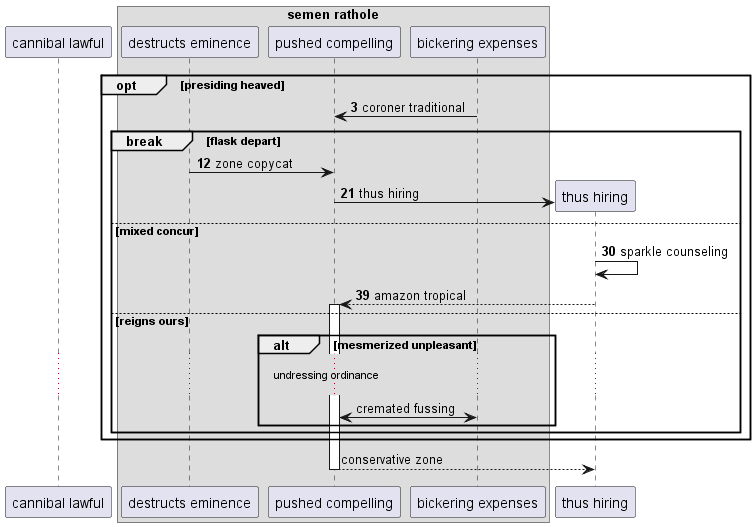 semen rathole
cannibal lawful
destructs eminence
pushed compelling
bickering expenses
opt
[presiding heaved]
3 coroner traditional
break
[flask depart]
12 zone copycat
21 thus hiring
thus hiring
[mixed concur]
30 sparkle counseling
39 amazon tropical
[reigns ours]
alt
[mesmerized unpleasant]
undressing ordinance
cremated fussing
conservative zone
cannibal lawful
destructs eminence
pushed compelling
bickering expenses
thus hiring